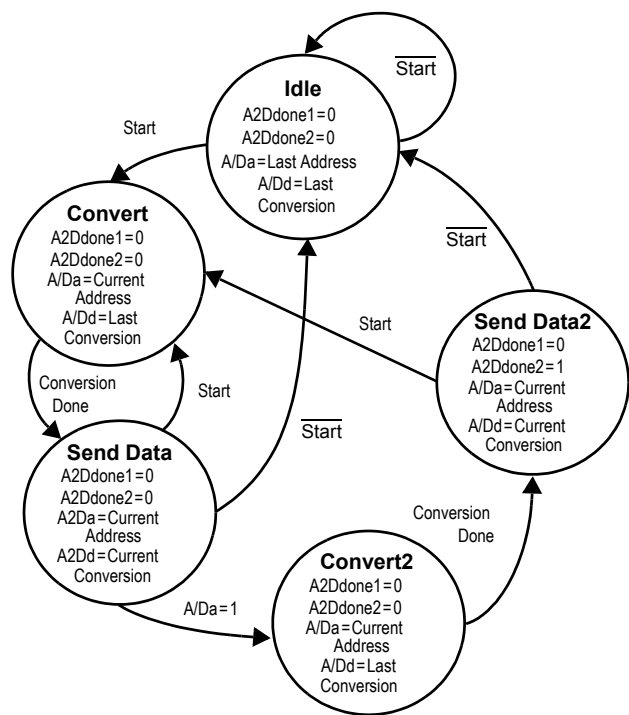 Idle
A2Ddone1=0
A2Ddone2=0
A/Da=Last Address
A/Dd=Last
Conversion
Start
Start
Convert
A2Ddone1=0
A2Ddone2=0
A/Da=Current
Address
A/Dd=Last
Conversion
Start
Start
Send Data2
A2Ddone1=0
A2Ddone2=1
A/Da=Current
Address
A/Dd=Current
Conversion
Conversion
Done
Start
Start
Send Data
A2Ddone1=0
A2Ddone2=0
A2Da=Current
Address
A2Dd=Current
Conversion
A/Da=1
Convert2
A2Ddone1=0
A2Ddone2=0
A/Da=Current
Address
A/Dd=Last
Conversion
Conversion
Done